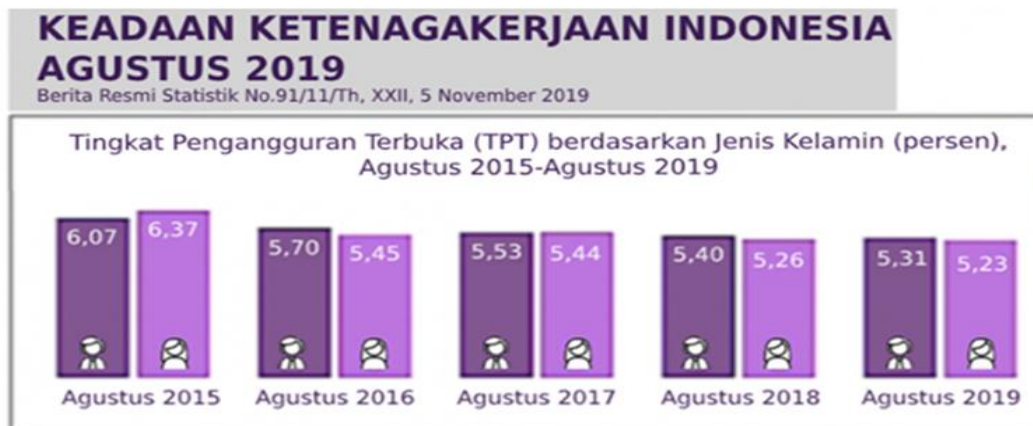 KEADAAN KETENAGAKERJAAN INDONESIA
AGUSTUS 2019
Berita Resmi Statistik No.91/11/Th, XXII, 5 November 2019
Tingkat Pengangguran Terbuka (TPT) berdasarkan Jenis Kelamin (persen),
Agustus 2015-Agustus 2019
6,07 6,37 5,70 5,45 5,53 5,44 5,40 5,26 5,31 5,23
Agustus 2015 Agustus 2016 Agustus 2017 Agustus 2018 Agustus 2019